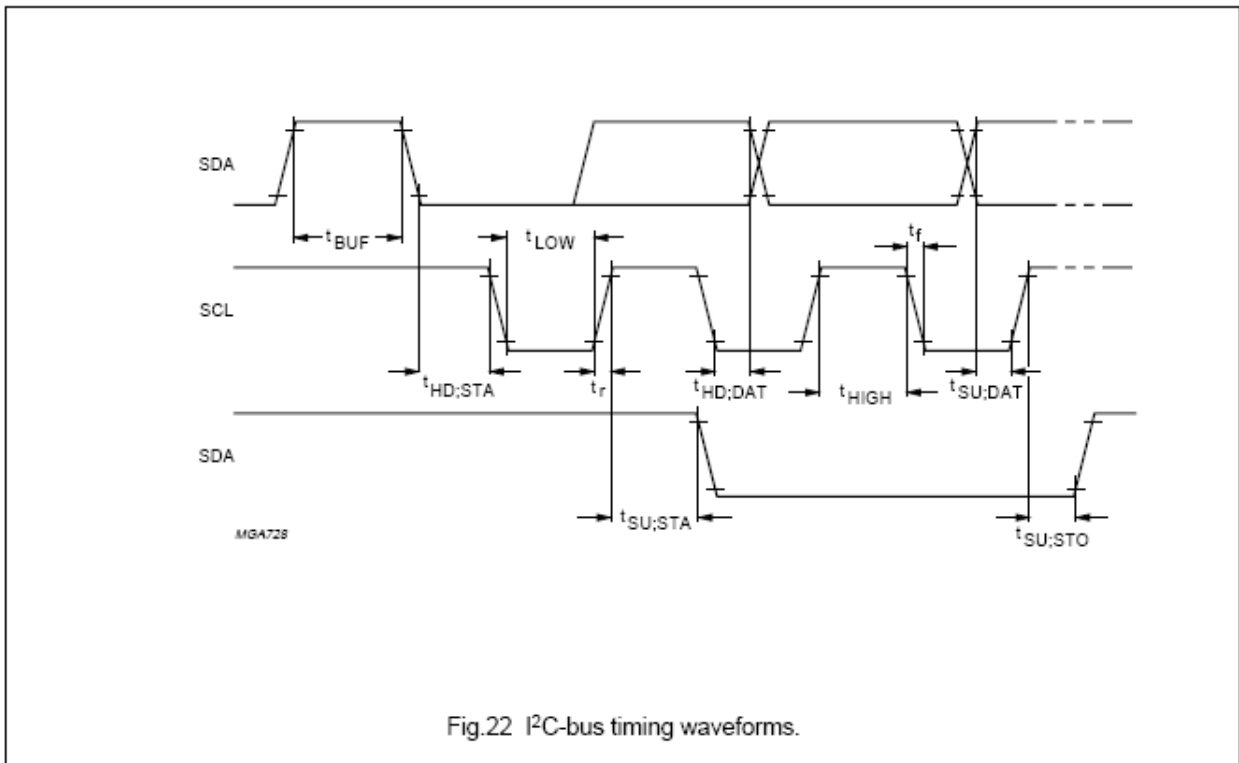 SDA
tBUF
tLOW
tf
SCL
tHD;STA
tr
tHD;DAT
tHIGH
tSU;DAT
SDA
tSU;STA
tSU;STO
MGA728
Fig.22 I²C-bus timing waveforms.